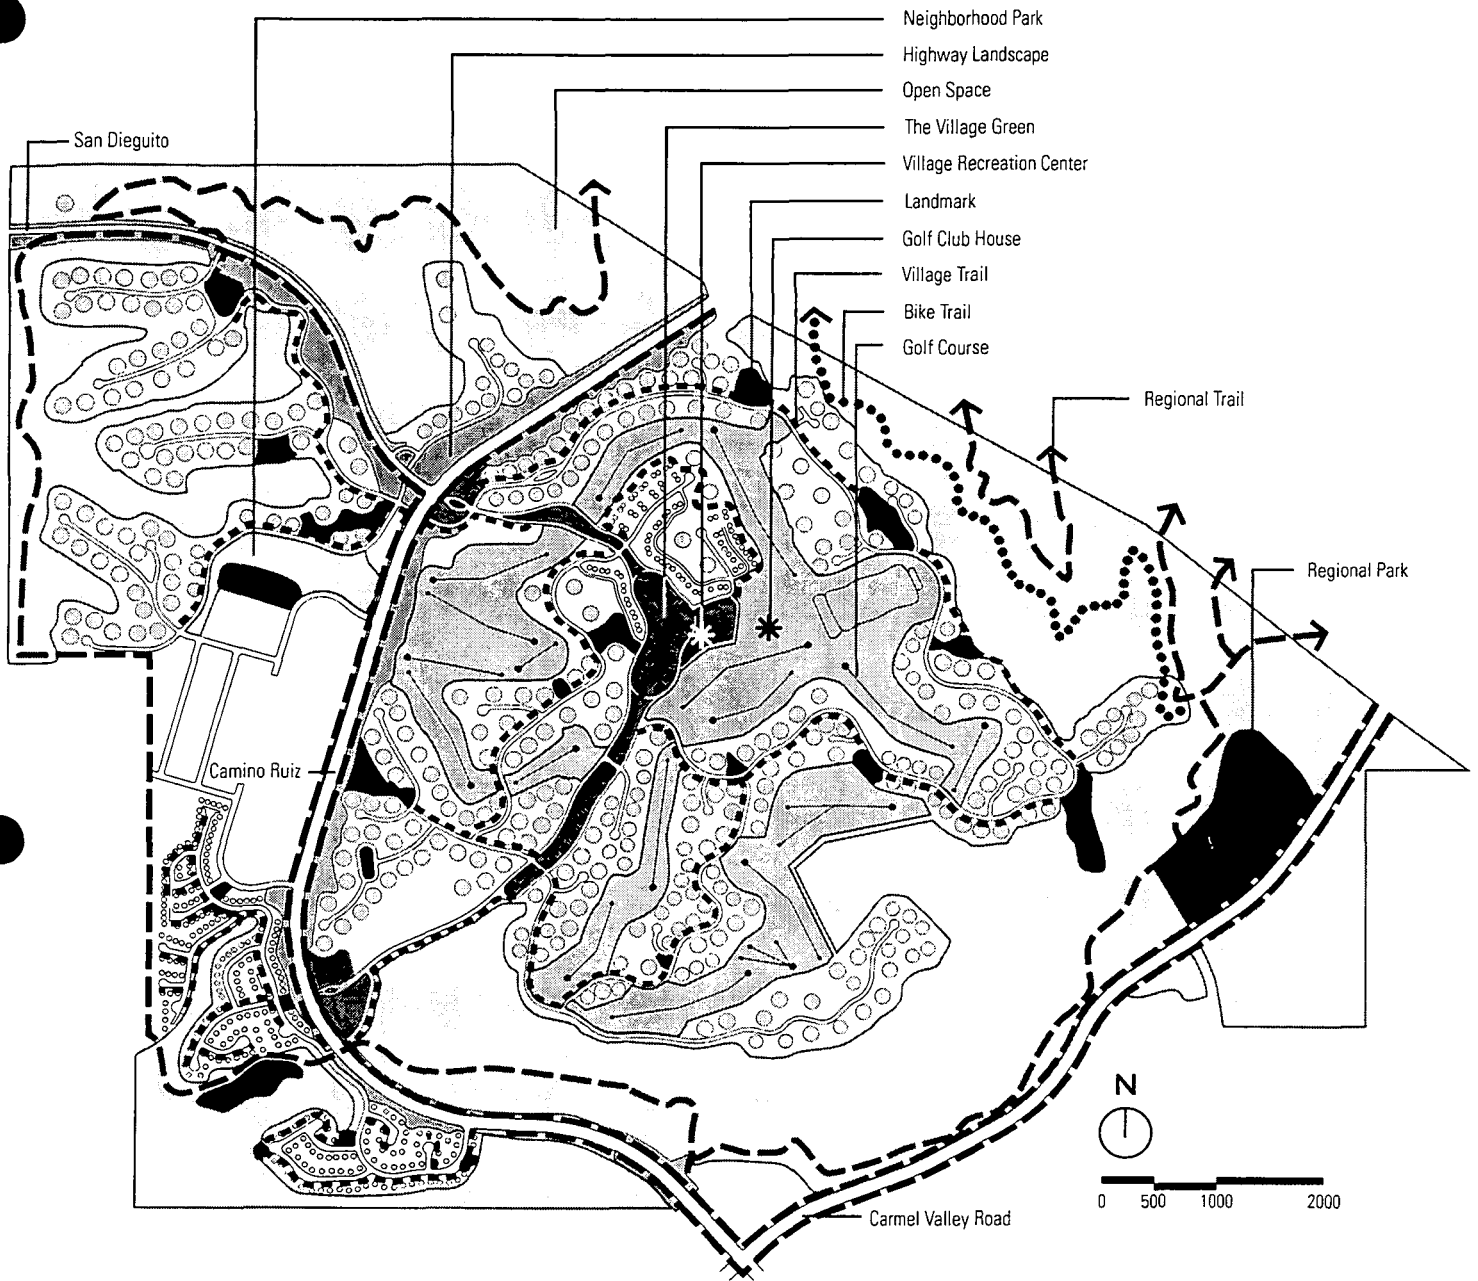 Neighborhood Park
Highway Landscape
Open Space
The Village Green
San Dieguito
Village Recreation Center
Landmark
Golf Club House
Village Trail
Bike Trail
Golf Course
Regional Trail
Regional Park
Camino Ruiz
N
0 500 1000 2000
Carmel Valley Road